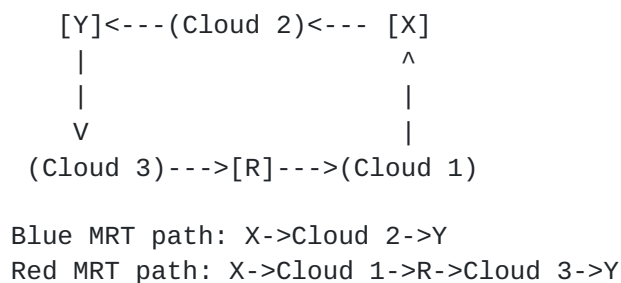 [Y]<---(Cloud 2)<--- [X]
| ^
| |
V |
(Cloud 3)--->[R]--->(Cloud 1)
Blue MRT path: X->Cloud 2->Y
Red MRT path: X->Cloud 1->R->Cloud 3->Y